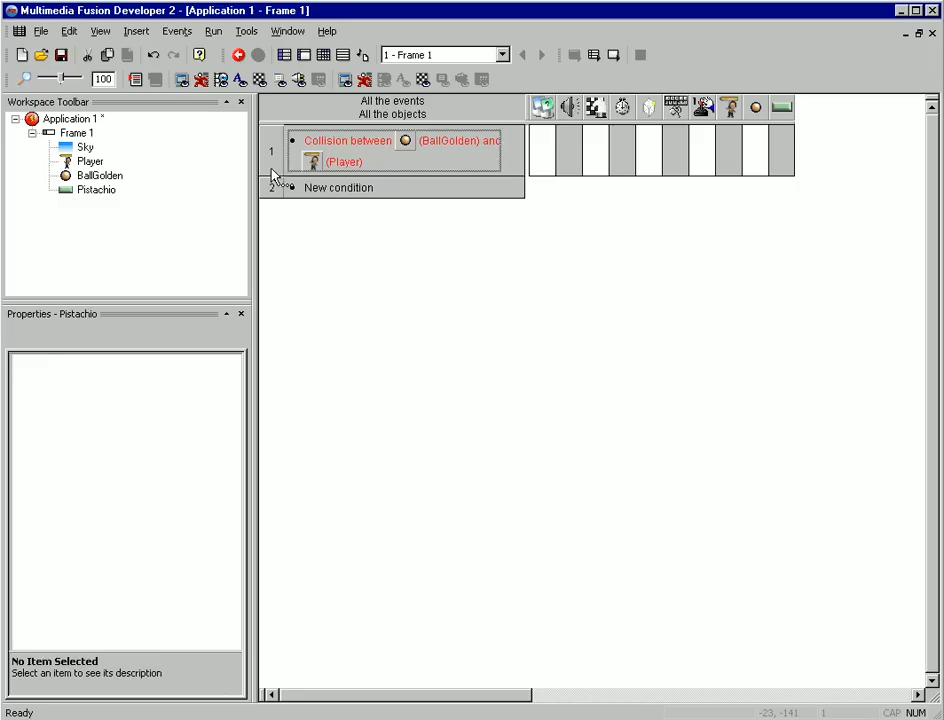 Multimedia Fusion Developer 2 - [Application 1 - Frame 1]
File Edit View Insert Events Run Tools Window Help
1 - Frame 1
100
Workspace Toolbar
All the events
All the objects
Application 1 *
Frame 1
Sky
Player
BallGolden
Pistachio
1
Collision between (BallGolden) and
(Player)
2
New condition
Properties - Pistachio
No Item Selected
Select an item to see its description
Ready
-23, -141
1
CAP
NUM